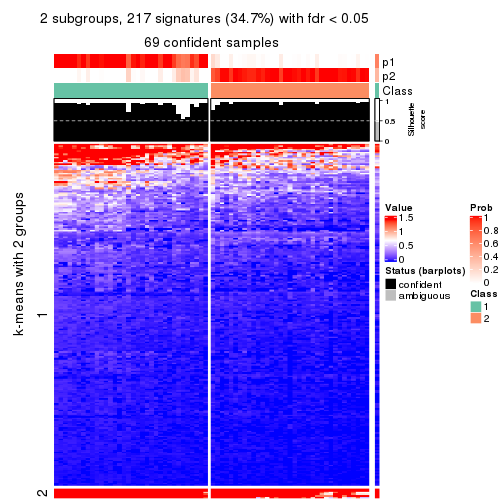 2 subgroups, 217 signatures (34.7%) with fdr < 0.05
69 confident samples
p1
p2
Class
1
0.5
0
Silhouette
score
k-means with 2 groups
1
2
Value
1.5
1
0.5
0
Status (barplots)
confident
ambiguous
Prob
1
0.8
0.6
0.4
0.2
0
Class
1
2